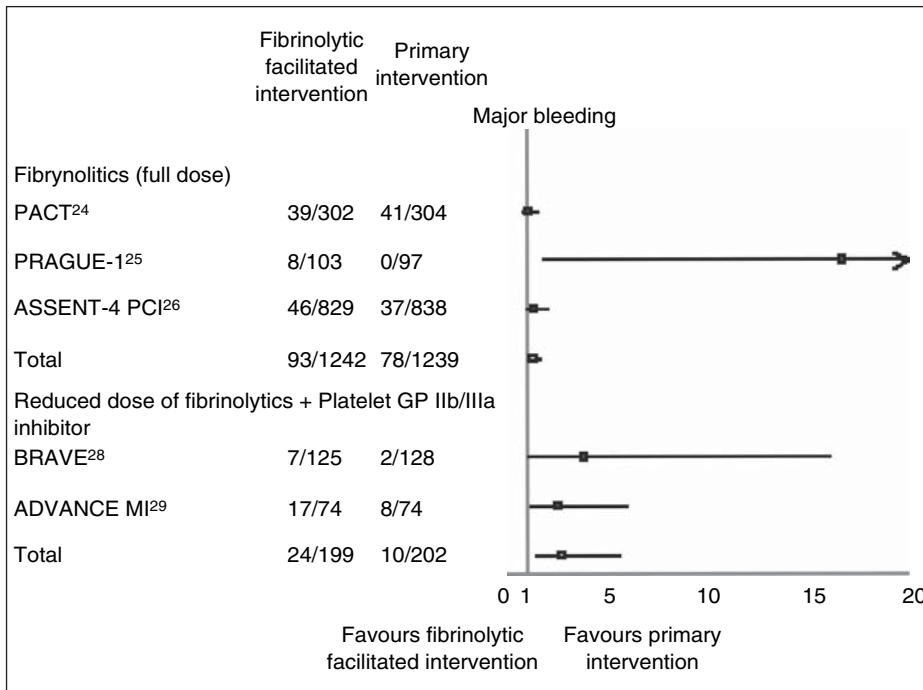 Fibrinolytic facilitated intervention
Primary intervention
Major bleeding
Fibrynolitics (full dose)
PACT24 39/302 41/304
PRAGUE-125 8/103 0/97
ASSENT-4 PCI26 46/829 37/838
Total 93/1242 78/1239
Reduced dose of fibrinolytics + Platelet GP IIb/IIIa
inhibitor
BRAVE28 7/125 2/128
ADVANCE MI29 17/74 8/74
Total 24/199 10/202
0 1 5 10 15 20
Favours fibrinolytic facilitated intervention
Favours primary intervention